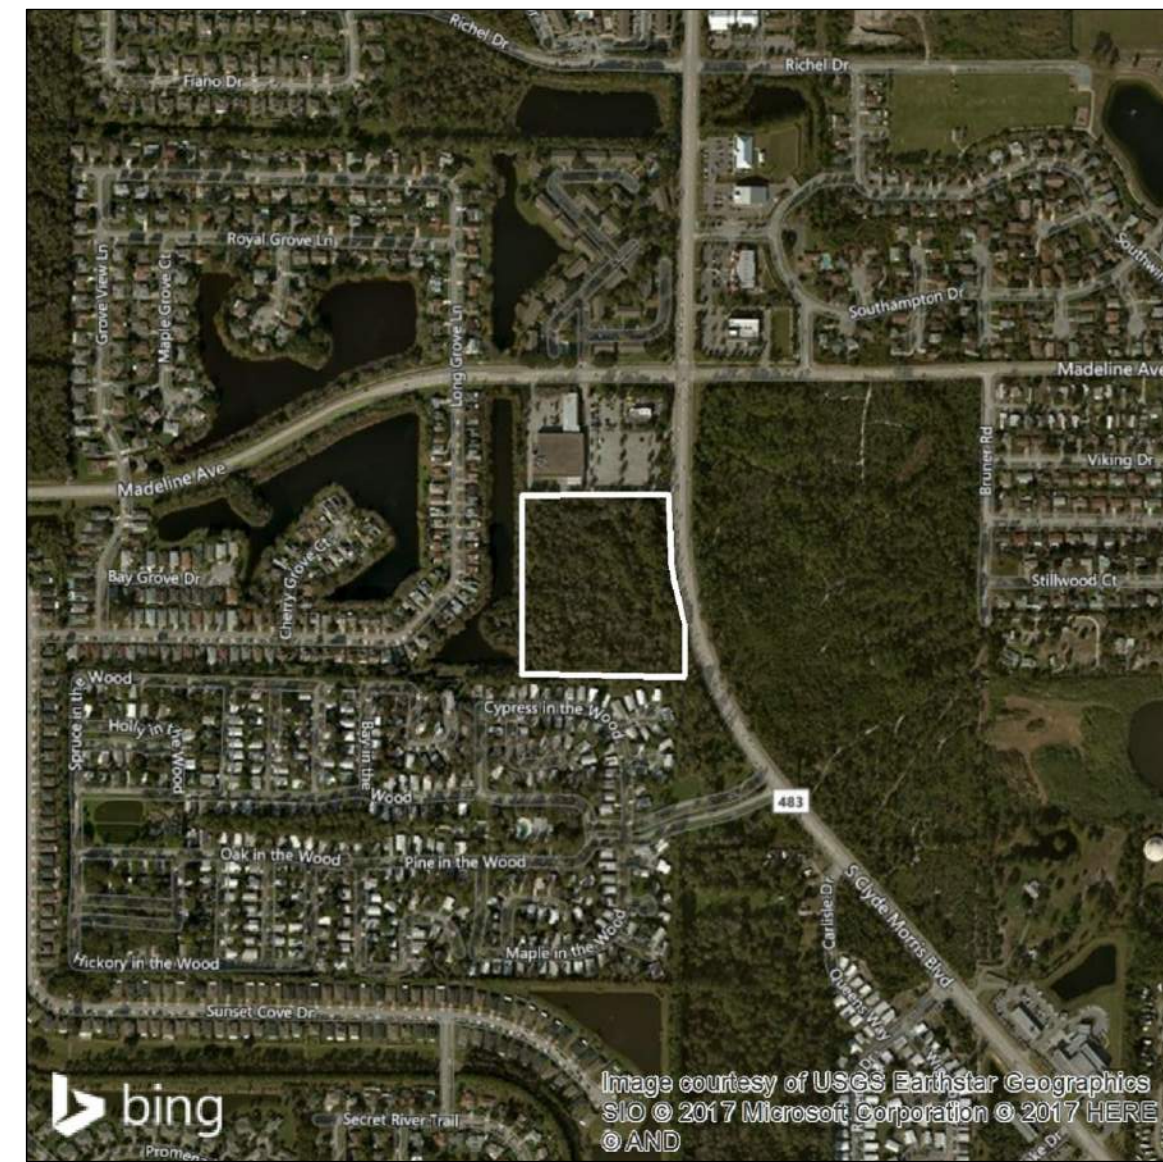 Richel Dr
Richel Dr
Fiano Dr
Royal Grove Ln
Grove View Ln
Maple Grove Ct
Long Grove Ln
Southampton Dr
Madeline Ave
Madeline Ave
Bruner Rd
Viking Dr
Stillwood Ct
Bay Grove Dr
Cherry Grove Ct
Spruce in the Wood
Holly in the Wood
Bay in the Wood
Cypress in the Wood
483
Oak in the Wood
Pine in the Wood
Maple in the Wood
Hickory in the Wood
S Clyde Morris Blvd
Carlisle Dr
Queens Way
Sunset Cove Dr
Secret River Trail
bing
Image courtesy of USGS Earthstar Geographics
SIO © 2017 Microsoft Corporation © 2017 HERE
© AND